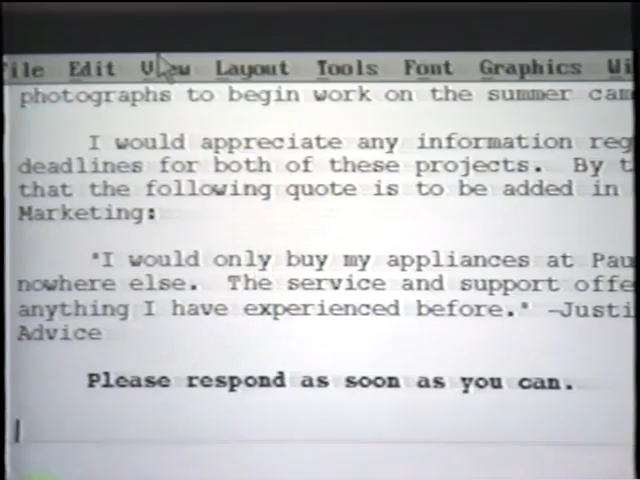 File Edit View Layout Tools Font Graphics Wi
photographs to begin work on the summer cam
I would appreciate any information reg
deadlines for both of these projects. By t
that the following quote is to be added in
Marketing:
"I would only buy my appliances at Pau
nowhere else. The service and support offe
anything I have experienced before." -Justi
Advice
Please respond as soon as you can.